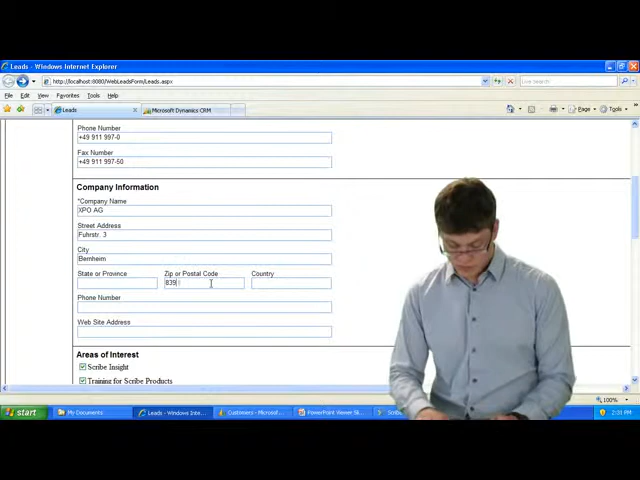 Leads - Windows Internet Explorer
http://localhost:8080/WebLeadsForm/Leads.aspx
Live Search
File Edit View Favorites Tools Help
Leads
Microsoft Dynamics CRM
Page Tools
Phone Number
+49 911 997-0
Fax Number
+49 911 997-50
Company Information
*Company Name
XPO AG
Street Address
Fuhrstr. 3
City
Bernheim
State or Province Zip or Postal Code Country
839
Phone Number
Web Site Address
Areas of Interest
Scribe Insight
Training for Scribe Products
100%
start
My Documents
Leads - Windows Inte...
Customers - Microsof...
PowerPoint Viewer Sli...
2:31 PM